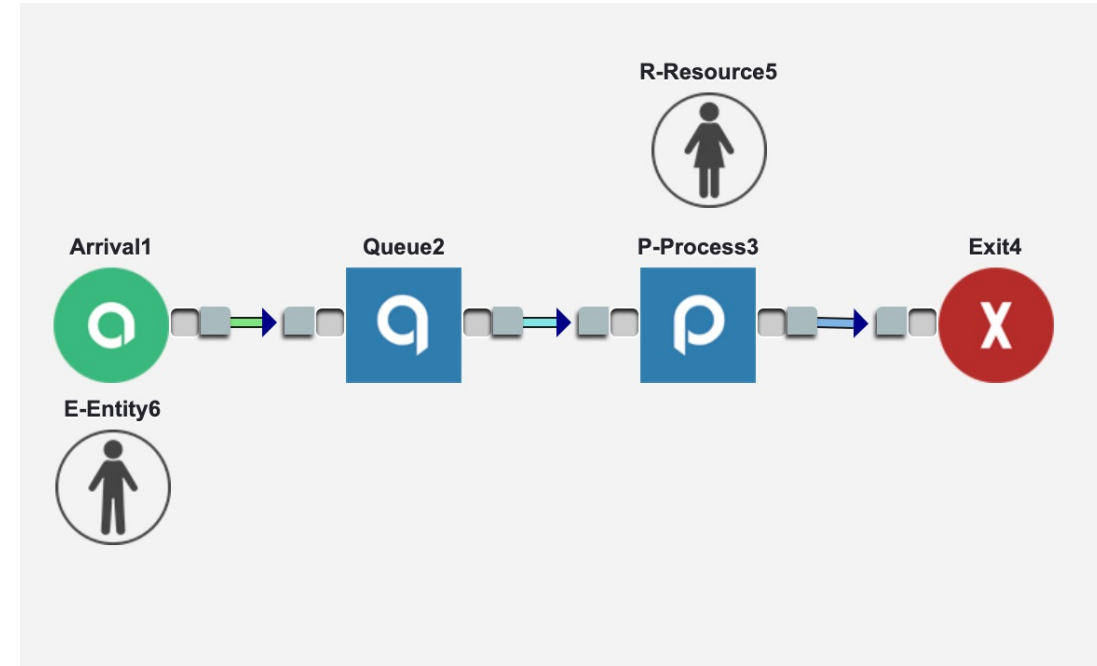 R-Resource5
Arrival1
Queue2
P-Process3
Exit4
a
q
p
X
E-Entity6